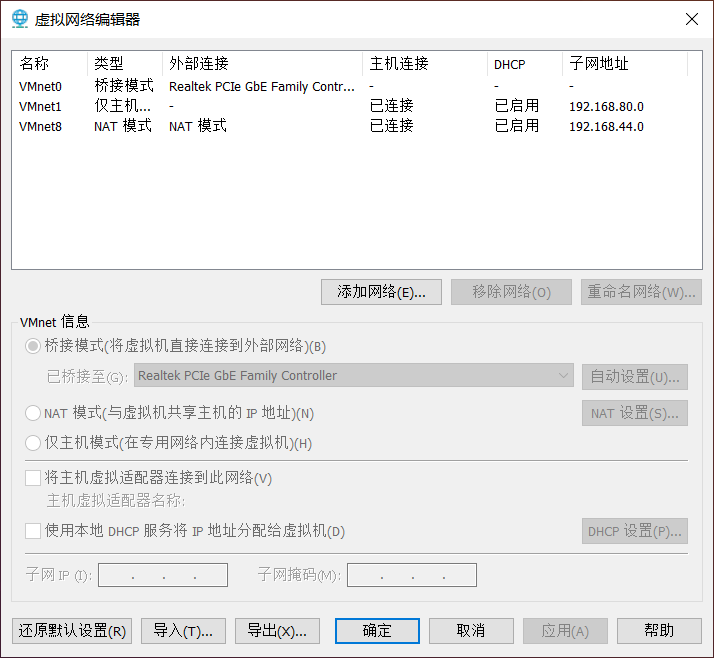 虚拟网络编辑器
名称 类型 外部连接 主机连接 DHCP 子网地址
VMnet0 桥接模式 Realtek PCIe GbE Family Contr... - - -
VMnet1 仅主机... - 已连接 已启用 192.168.80.0
VMnet8 NAT 模式 NAT 模式 已连接 已启用 192.168.44.0
添加网络(E)... 移除网络(O) 重命名网络(W)...
VMnet 信息
桥接模式(将虚拟机直接连接到外部网络)(B)
已桥接至(G): Realtek PCIe GbE Family Controller 自动设置(U)...
NAT 模式(与虚拟机共享主机的 IP 地址)(N) NAT 设置(S)...
仅主机模式(在专用网络内连接虚拟机)(H)
将主机虚拟适配器连接到此网络(V)
主机虚拟适配器名称:
使用本地 DHCP 服务将 IP 地址分配给虚拟机(D) DHCP 设置(P)...
子网 IP (I): . . . 子网掩码(M): . . .
还原默认设置(R) 导入(T)... 导出(X)... 确定 取消 应用(A) 帮助